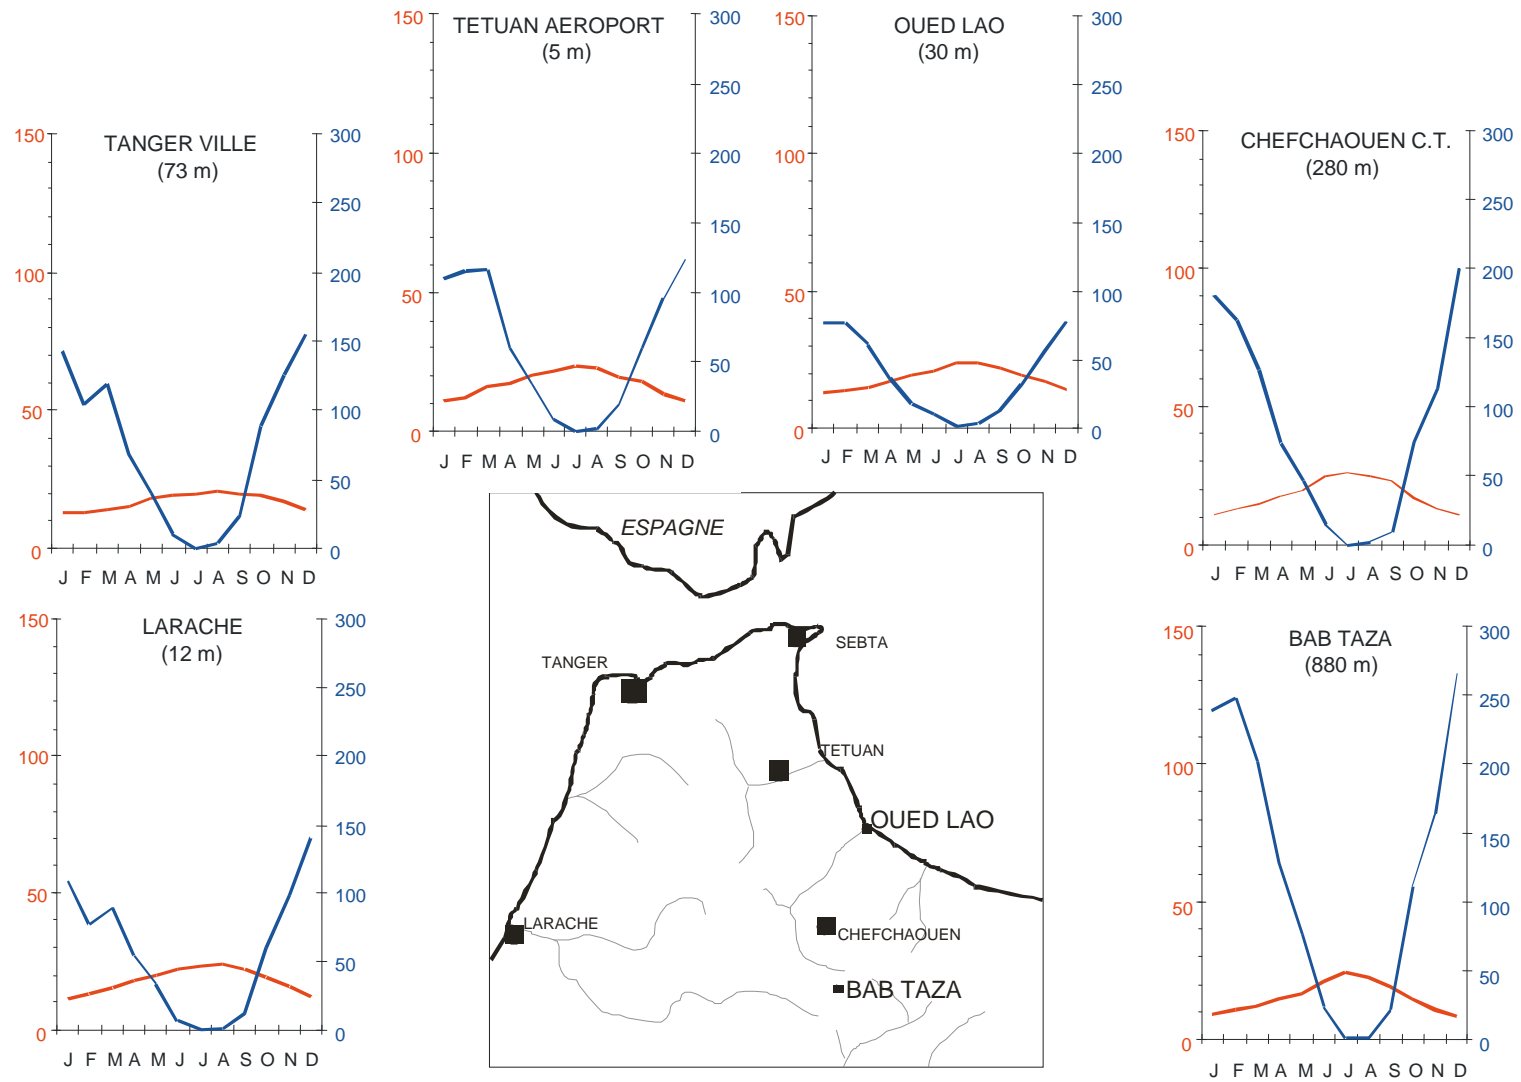 TETUAN AEROPORT
(5 m)
150
100
50
0
300
250
200
150
100
50
0
J F M A M J J A S O N D
OUED LAO
(30 m)
150
100
50
0
300
250
200
150
100
50
0
J F M A M J J A S O N D
TANGER VILLE
(73 m)
150
100
50
0
300
250
200
150
100
50
0
J F M A M J J A S O N D
CHEFCHAOUEN C.T.
(280 m)
150
100
50
0
300
250
200
150
100
50
0
J F M A M J J A S O N D
LARACHE
(12 m)
150
100
50
0
300
250
200
150
100
50
0
J F M A M J J A S O N D
ESPAGNE
SEBTA
TANGER
TETUAN
OUED LAO
LARACHE
CHEFCHAOUEN
BAB TAZA
BAB TAZA
(880 m)
150
100
50
0
300
250
200
150
100
50
0
J F M A M J J A S O N D